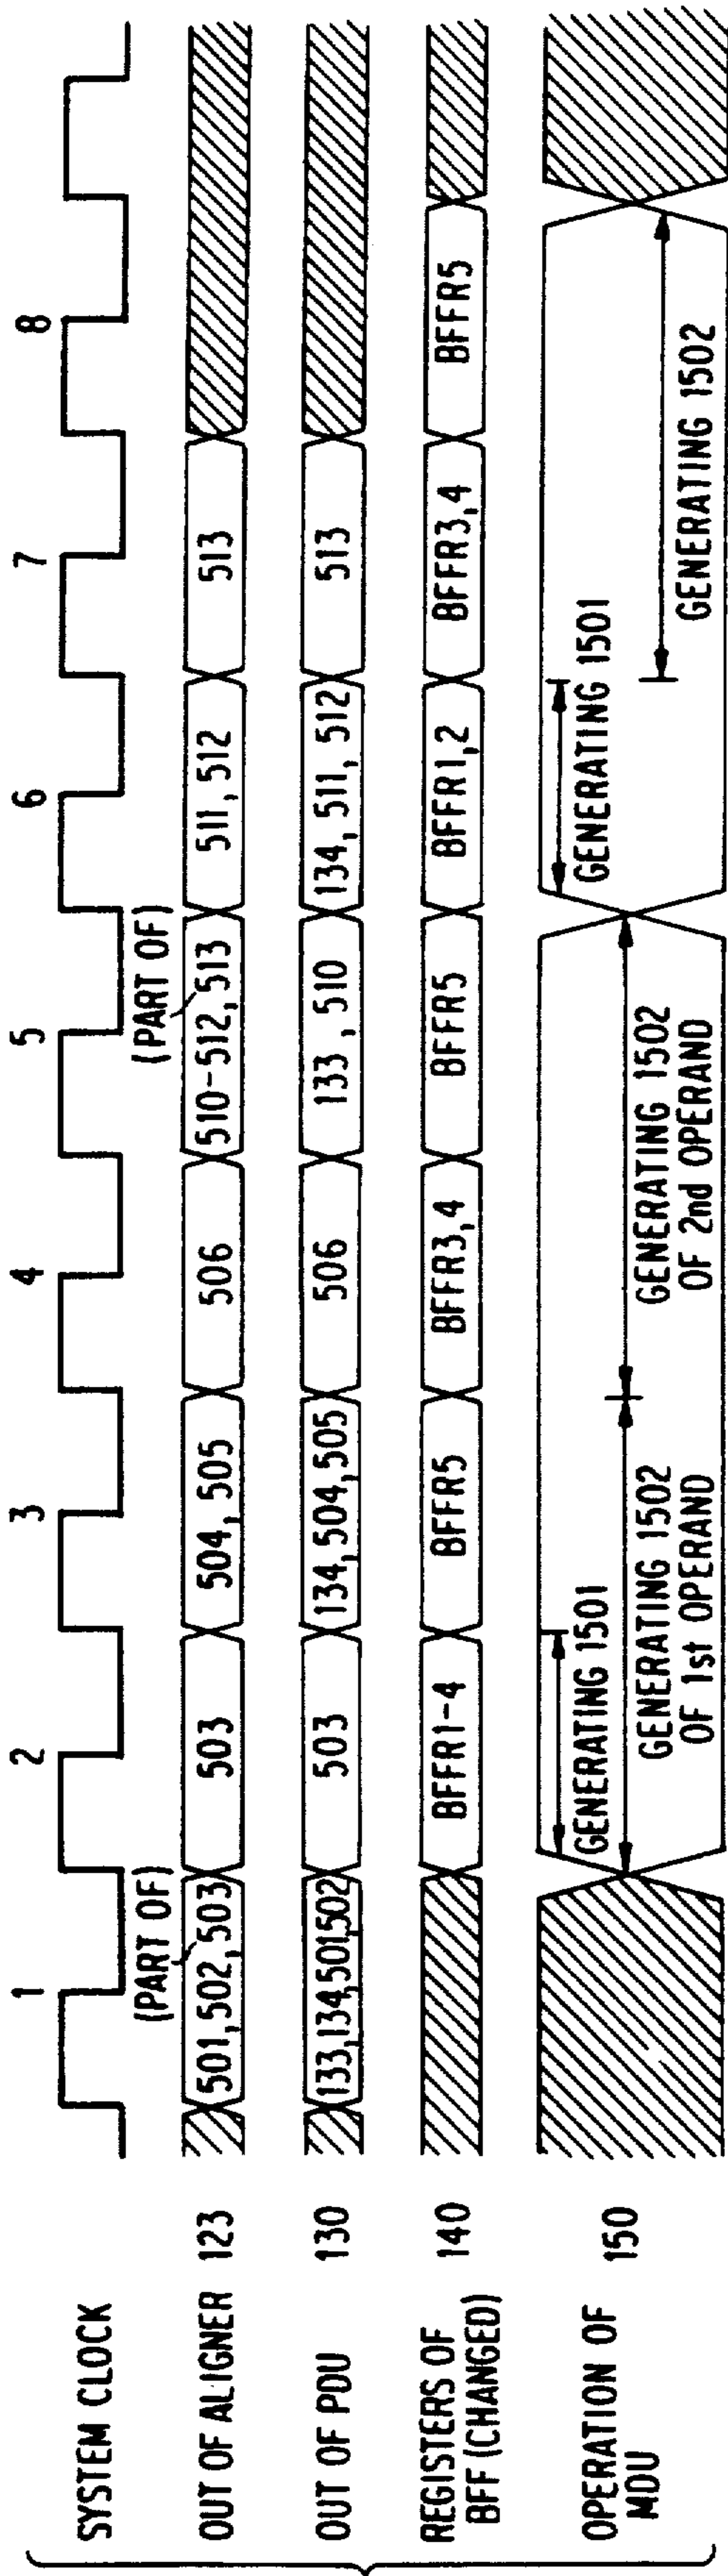 SYSTEM CLOCK
1 2 3 4 5 6 7 8
(PART OF) (PART OF)
OUT OF ALIGNER 123
501,502,503 503 504, 505 506 510-512, 513 511, 512 513
OUT OF PDU 130
133,134,501,502 503 134,504,505 506 133, 510 134, 511, 512 513
REGISTERS OF
BFF (CHANGED) 140
BFFR1-4 BFFR5 BFFR3, 4 BFFR5 BFFR1, 2 BFFR3, 4 BFFR5
OPERATION OF
MDU 150
GENERATING 1501
GENERATING 1502
OF 1st OPERAND
GENERATING 1502
OF 2nd OPERAND
GENERATING 1501
GENERATING 1502